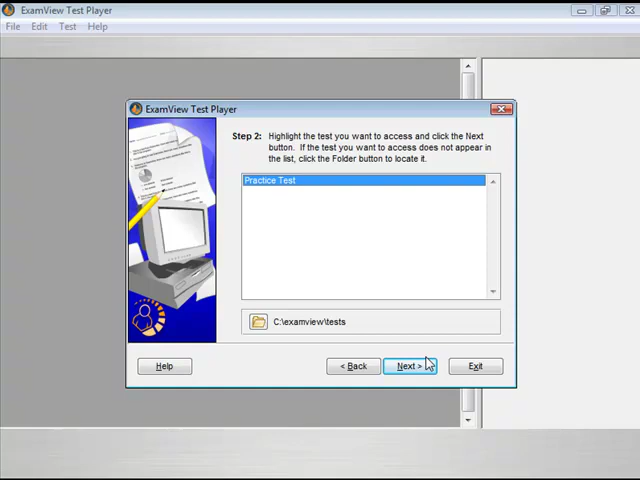 ExamView Test Player
File Edit Test Help
ExamView Test Player
Step 2: Highlight the test you want to access and click the Next
button. If the test you want to access does not appear in
the list, click the Folder button to locate it.
Practice Test
C:\examview\tests
Help < Back Next > Exit